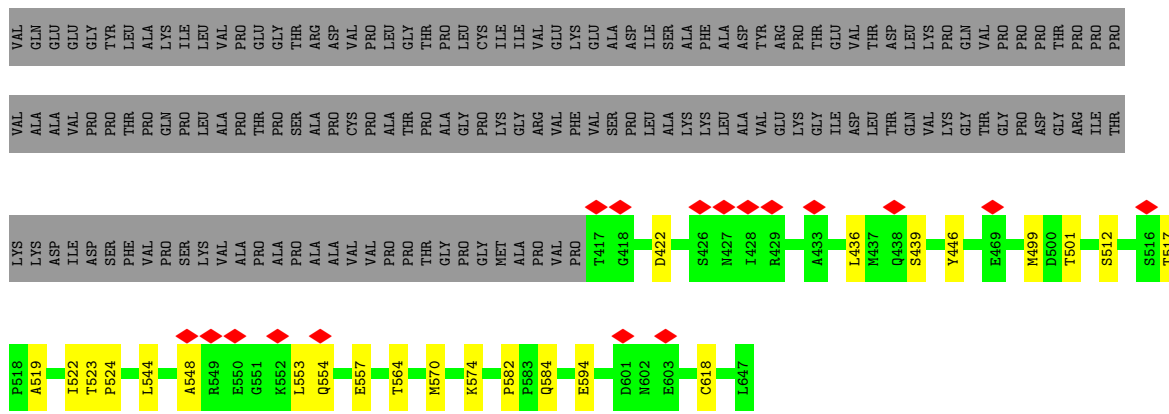 VAL GLN GLU GLU GLY TYR LEU ALA LYS ILE LEU VAL PRO GLU GLY THR ARG ASP VAL PRO LEU GLY THR PRO LEU CYS ILE ILE VAL GLU LYS GLU ALA ASP ILE SER ALA PHE ALA ASP TYR ARG PRO THR GLU VAL THR ASP LEU LYS PRO GLN VAL PRO PRO PRO THR PRO PRO PRO
VAL ALA ALA VAL PRO PRO THR PRO GLN PRO LEU ALA PRO THR PRO SER ALA PRO CYS PRO ALA THR PRO ALA GLY PRO LYS GLY ARG VAL PHE VAL SER PRO LEU ALA LYS LYS LEU ALA VAL GLU LYS GLY ILE ASP LEU THR GLN VAL LYS GLY THR GLY PRO ASP GLY ARG ILE THR
LYS LYS ASP ILE ASP SER PHE VAL PRO SER LYS VAL ALA PRO ALA PRO ALA ALA VAL VAL PRO PRO THR GLY PRO GLY MET ALA PRO VAL PRO T417 G418 D422 S426 N427 I428 R429 A433 L436 M437 Q438 S439 Y446 E469 M499 D500 T501 S512 S516 T517
P518 A519 I522 T523 P524 L544 A548 R549 E550 G551 K552 L553 Q554 E557 T564 M570 K574 P582 P583 Q584 E594 D601 N602 E603 C618 L647